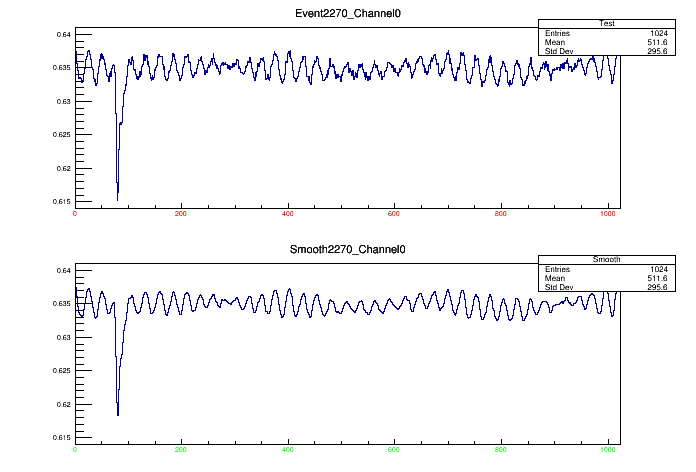 Event2270_Channel0
Test
Entries 1024
Mean 511.6
Std Dev 295.6
0.64
0.635
0.63
0.625
0.62
0.615
0 200 400 600 800 1000
Smooth2270_Channel0
Smooth
Entries 1024
Mean 511.6
Std Dev 295.6
0.64
0.635
0.63
0.625
0.62
0.615
0 200 400 600 800 1000